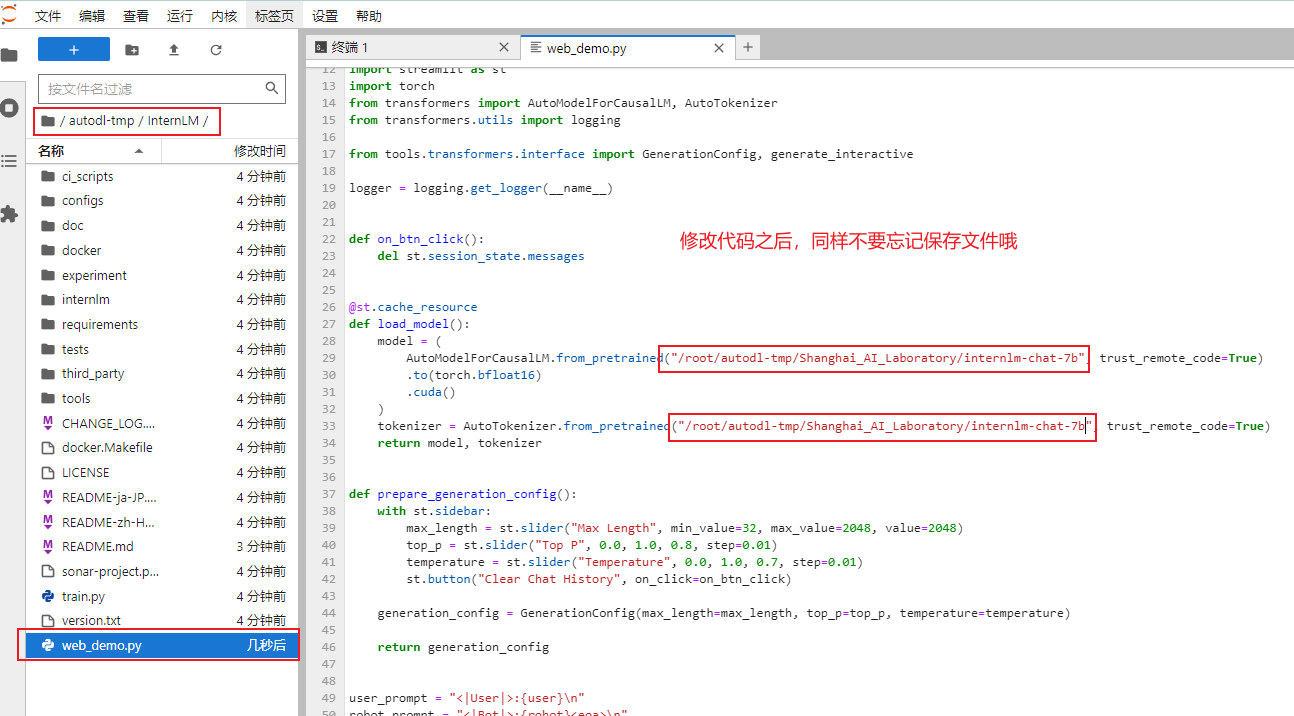 文件 编辑 查看 运行 内核 标签页 设置 帮助
+
按文件名过滤
/ autodl-tmp / InternLM /
名称 修改时间
ci_scripts 4 分钟前
configs 4 分钟前
doc 4 分钟前
docker 4 分钟前
experiment 4 分钟前
internlm 4 分钟前
requirements 4 分钟前
tests 4 分钟前
third_party 4 分钟前
tools 4 分钟前
CHANGE_LOG.... 4 分钟前
docker.Makefile 4 分钟前
LICENSE 4 分钟前
README-ja-JP.... 4 分钟前
README-zh-H... 4 分钟前
README.md 3 分钟前
sonar-project.p... 4 分钟前
train.py 4 分钟前
version.txt 4 分钟前
web_demo.py 几秒后
终端 1 web_demo.py
12 import streamlit as st
13 import torch
14 from transformers import AutoModelForCausalLM, AutoTokenizer
15 from transformers.utils import logging
16
17 from tools.transformers.interface import GenerationConfig, generate_interactive
18
19 logger = logging.get_logger(__name__)
20
21
22 def on_btn_click():
修改代码之后，同样不要忘记保存文件哦
23     del st.session_state.messages
24
25
26 @st.cache_resource
27 def load_model():
28     model = (
29         AutoModelForCausalLM.from_pretrained("/root/autodl-tmp/Shanghai_AI_Laboratory/internlm-chat-7b", trust_remote_code=True)
30         .to(torch.bfloat16)
31         .cuda()
32     )
33     tokenizer = AutoTokenizer.from_pretrained("/root/autodl-tmp/Shanghai_AI_Laboratory/internlm-chat-7b", trust_remote_code=True)
34     return model, tokenizer
35
36
37 def prepare_generation_config():
38     with st.sidebar:
39         max_length = st.slider("Max Length", min_value=32, max_value=2048, value=2048)
40         top_p = st.slider("Top P", 0.0, 1.0, 0.8, step=0.01)
41         temperature = st.slider("Temperature", 0.0, 1.0, 0.7, step=0.01)
42         st.button("Clear Chat History", on_click=on_btn_click)
43
44     generation_config = GenerationConfig(max_length=max_length, top_p=top_p, temperature=temperature)
45
46     return generation_config
47
48
49 user_prompt = "<|User|>:{user}\n"
50 robot_prompt = "<|Bot|>:{robot}<eoa>\n"